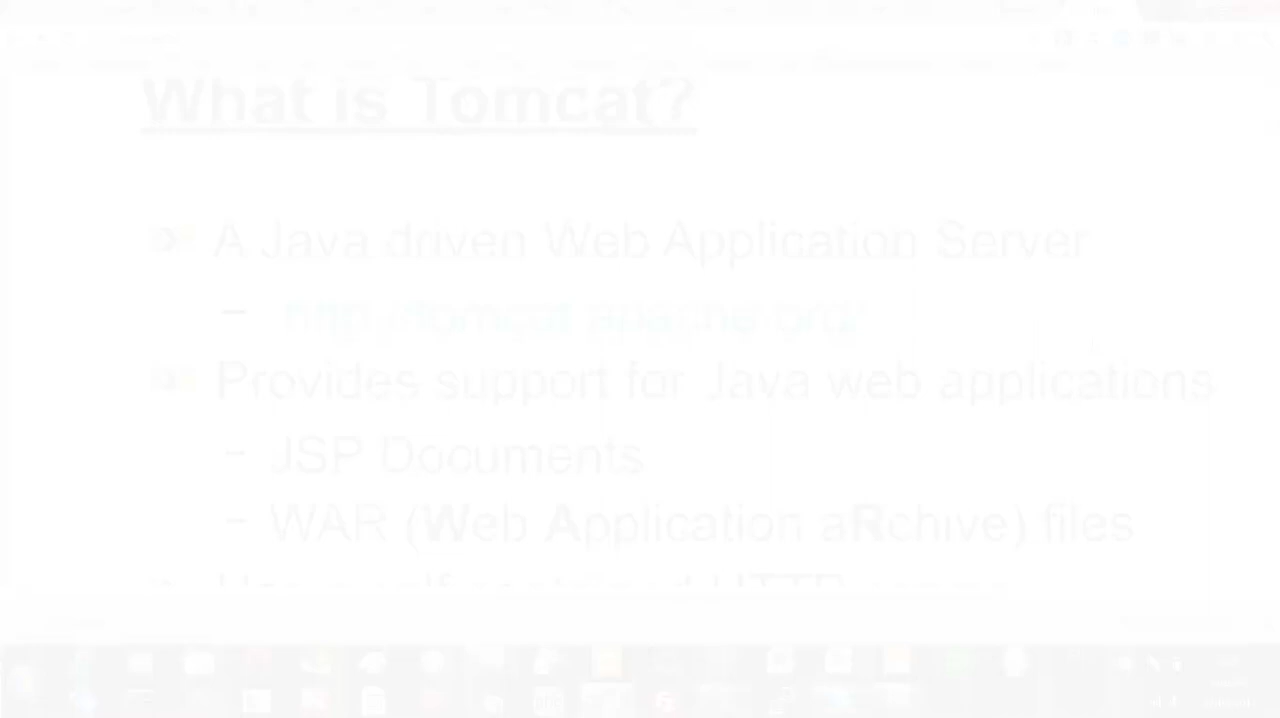 What is Tomcat?
A Java driven Web Application Server
– http://tomcat.apache.org/
Provides support for Java web applications
– JSP Documents
– WAR (Web Application aRchive) files